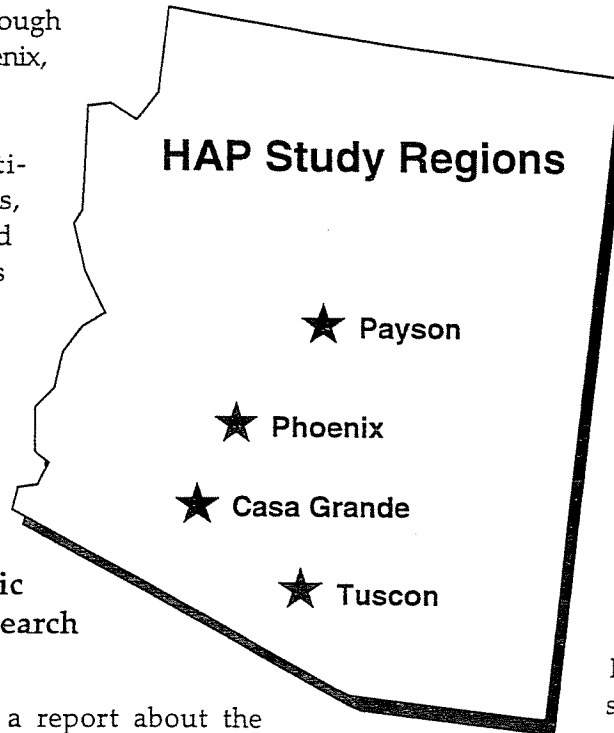 ough
enix,
HAP Study Regions
ti-
s,
d
s
Payson
Phoenix
Casa Grande
Tuscon
ic
earch
a report about the
s